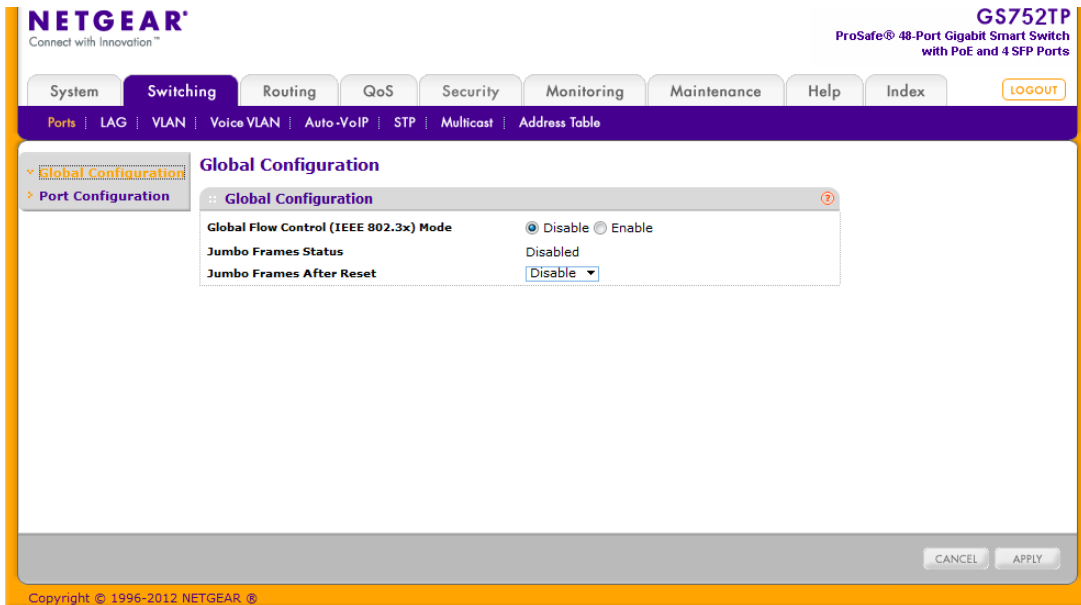 NETGEAR®
Connect with Innovation™
GS752TP
ProSafe® 48-Port Gigabit Smart Switch
with PoE and 4 SFP Ports
System Switching Routing QoS Security Monitoring Maintenance Help Index LOGOUT
Ports | LAG | VLAN | Voice VLAN | Auto-VoIP | STP | Multicast | Address Table
Global Configuration
Port Configuration
Global Configuration
Global Configuration ?
Global Flow Control (IEEE 802.3x) Mode Disable Enable
Jumbo Frames Status Disabled
Jumbo Frames After Reset Disable
CANCEL APPLY
Copyright © 1996-2012 NETGEAR ®